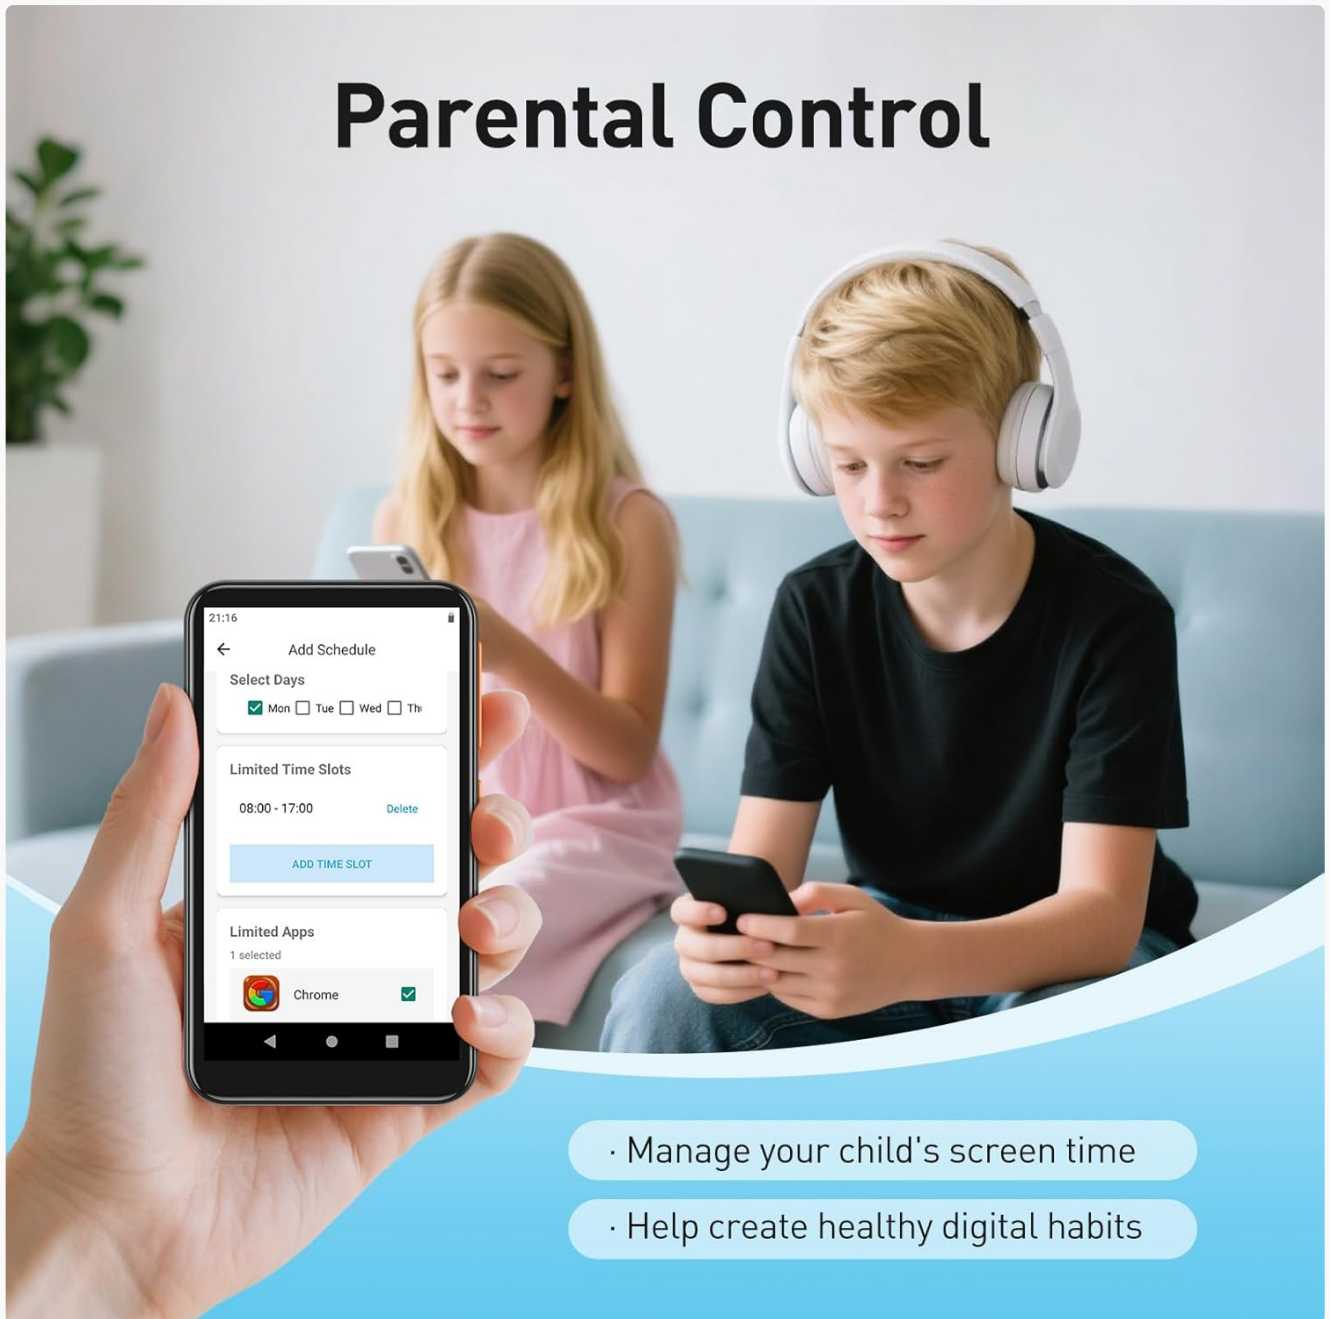 Parental Control
21:16
Add Schedule
Select Days
Mon Tue Wed
Limited Time Slots
08:00 - 17:00 Delete
ADD TIME SLOT
Limited Apps
1 selected
Chrome
· Manage your child's screen time
· Help create healthy digital habits